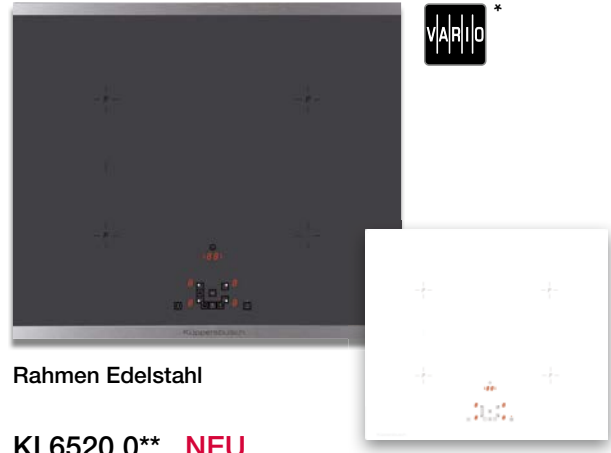 VARIO *
Küppersbusch
Rahmen Edelstahl
KI 6520.0** NEU